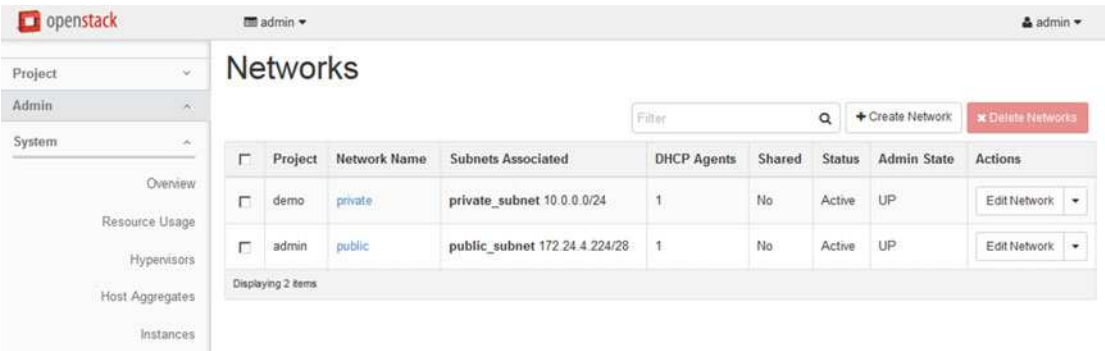 openstack admin admin
Project
Admin
System
Overview
Resource Usage
Hypervisors
Host Aggregates
Instances
Networks
Filter + Create Network × Delete Networks
Project Network Name Subnets Associated DHCP Agents Shared Status Admin State Actions
demo private private_subnet 10.0.0.0/24 1 No Active UP Edit Network
admin public public_subnet 172.24.4.224/28 1 No Active UP Edit Network
Displaying 2 items